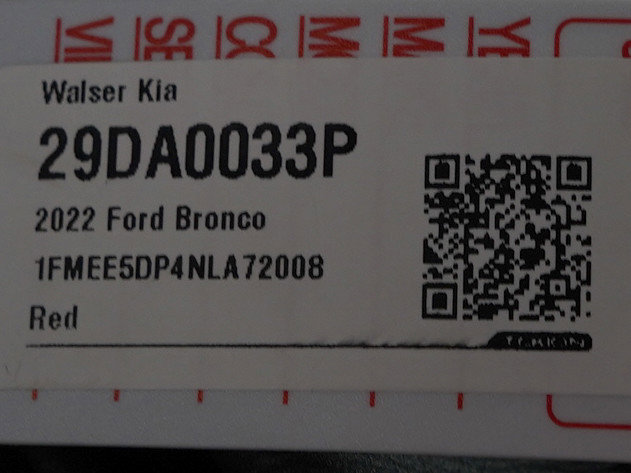 Walser Kia
29DA0033P
2022 Ford Bronco
1FMEE5DP4NLA72008
Red